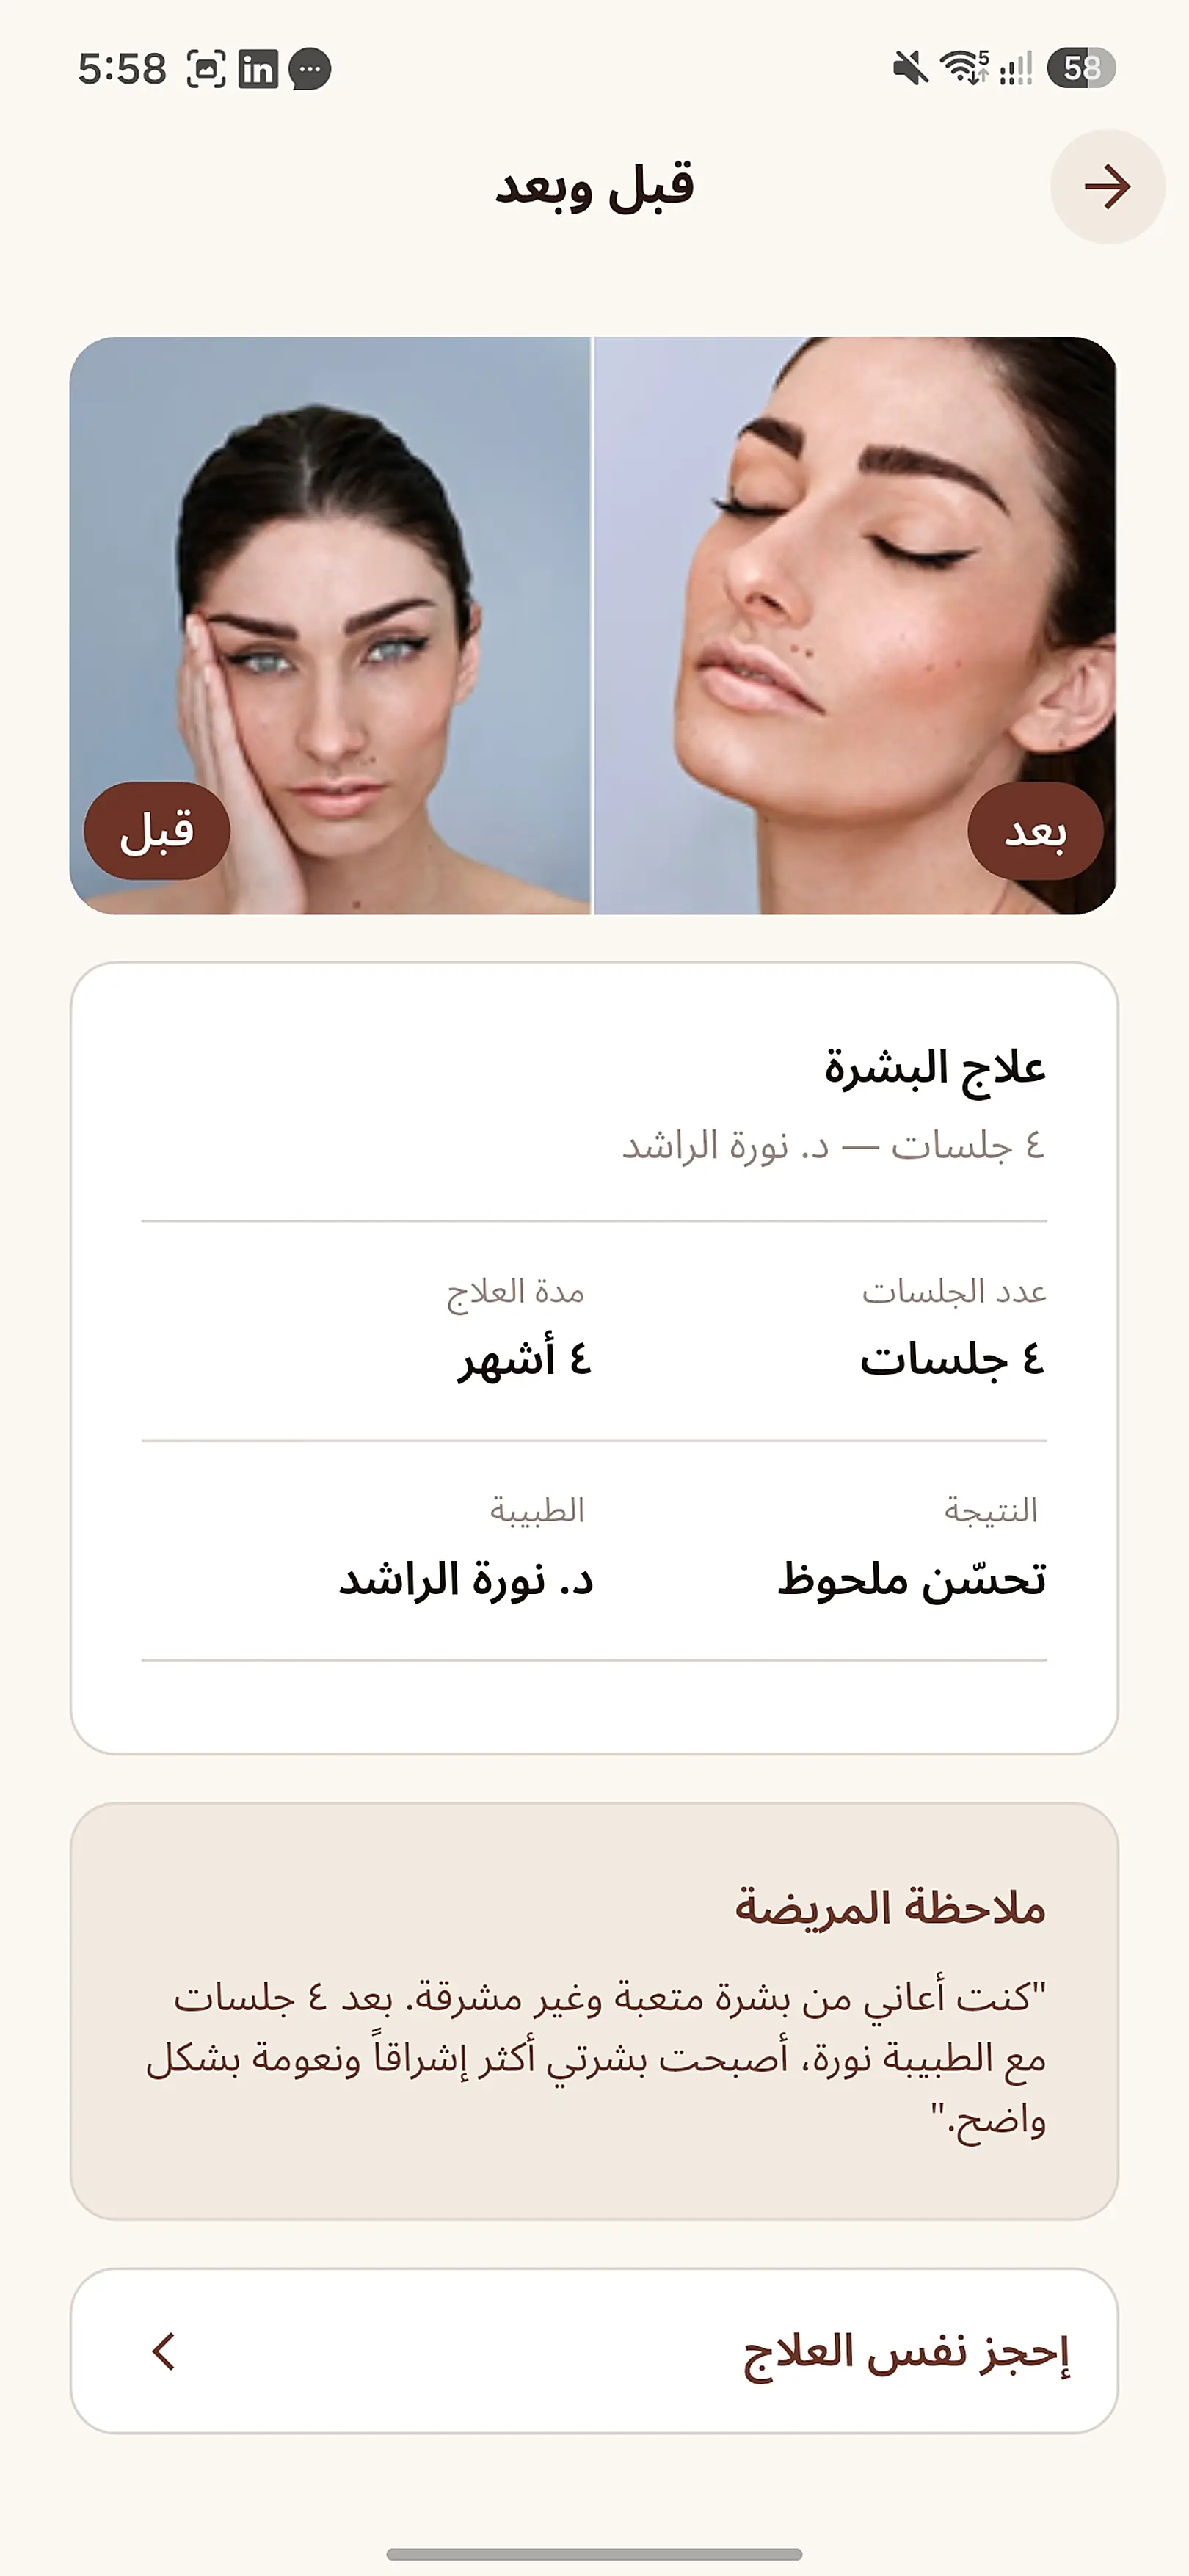 5:58
5
58
قبل وبعد
بعد
قبل
علاج البشرة
٤ جلسات — د. نورة الراشد
عدد الجلسات
مدة العلاج
٤ جلسات
٤ أشهر
النتيجة
الطبيبة
تحسّن ملحوظ
د. نورة الراشد
ملاحظة المريضة
"كنت أعاني من بشرة متعبة وغير مشرقة. بعد ٤ جلسات
مع الطبيبة نورة، أصبحت بشرتي أكثر إشراقاً ونعومة بشكل
واضح."
إحجز نفس العلاج